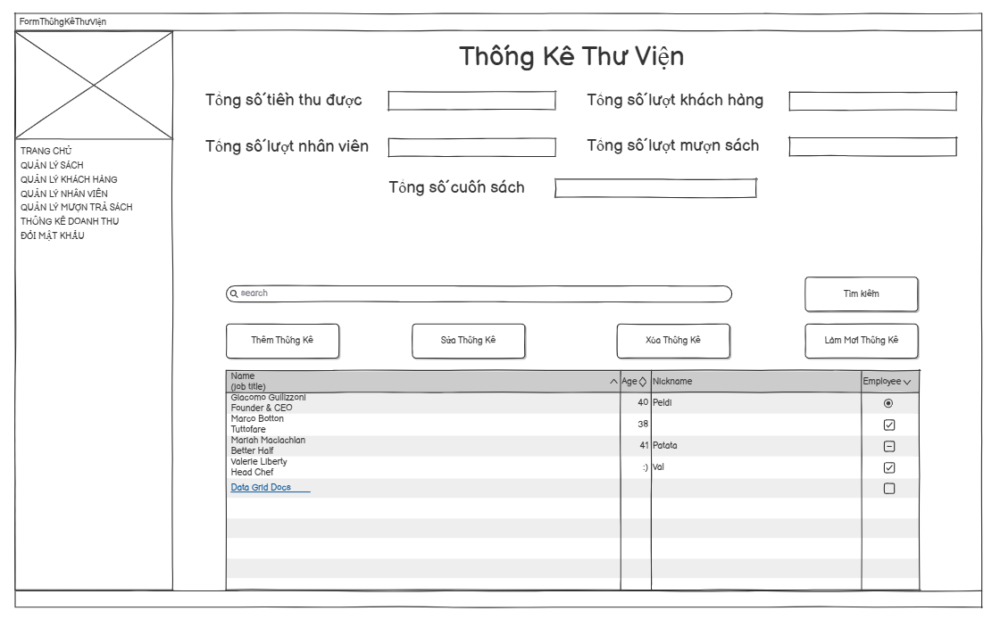 FormThốngKêThưViện
Thống Kê Thư Viện
Tổng số tiền thu được
Tổng số lượt khách hàng
Tổng số lượt nhân viên
Tổng số lượt mượn sách
Tổng số cuốn sách
TRANG CHỦ
QUẢN LÝ SÁCH
QUẢN LÝ KHÁCH HÀNG
QUẢN LÝ NHÂN VIÊN
QUẢN LÝ MƯỢN TRẢ SÁCH
THỐNG KÊ DOANH THU
ĐỔI MẬT KHẨU
search
Tìm kiếm
Thêm Thống Kê
Sửa Thống Kê
Xóa Thống Kê
Làm Mới Thống Kê
Name
(job title)
Age
Nickname
Employee
Giacomo Guilizzoni
Founder & CEO
40
Peldi
Marco Botton
Tuttofare
38
Mariah Maclachlan
Better Half
41
Patata
Valerie Liberty
Head Chef
:)
Val
Data Grid Docs